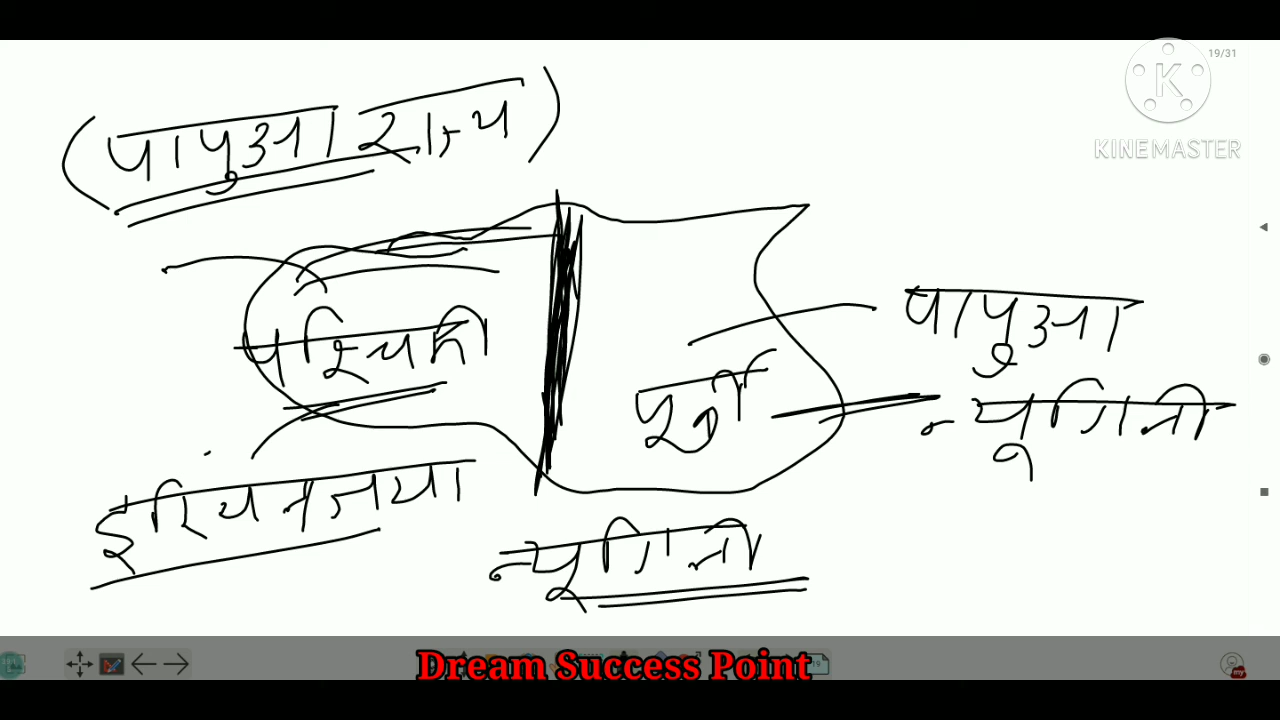 19/31
KINEMASTER
(पापुआ राज्य)
पश्चिमी
पूर्वी
पापुआ
न्यूगिनी
इरियनजया
न्यूगिनी
Dream Success Point